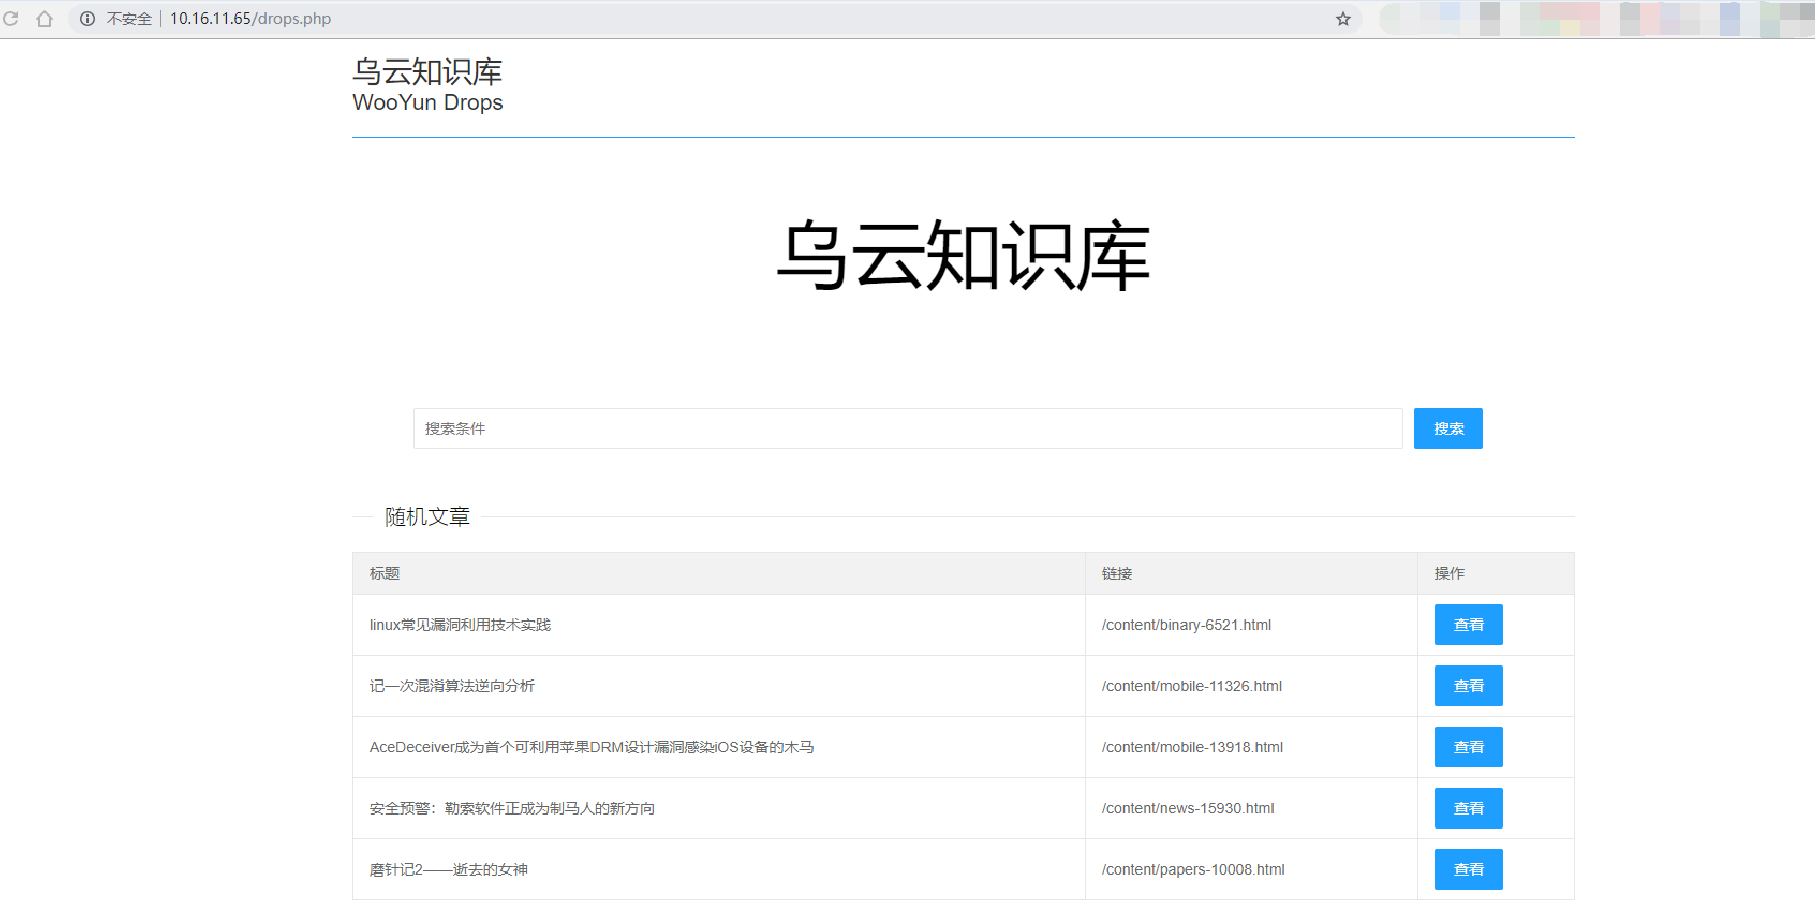 不安全 10.16.11.65/drops.php
乌云知识库
WooYun Drops
乌云知识库
搜索条件 搜索
随机文章
标题 链接 操作
linux常见漏洞利用技术实践 /content/binary-6521.html 查看
记一次混淆算法逆向分析 /content/mobile-11326.html 查看
AceDeceiver成为首个可利用苹果DRM设计漏洞感染iOS设备的木马 /content/mobile-13918.html 查看
安全预警：勒索软件正成为制马人的新方向 /content/news-15930.html 查看
磨针记2——逝去的女神 /content/papers-10008.html 查看